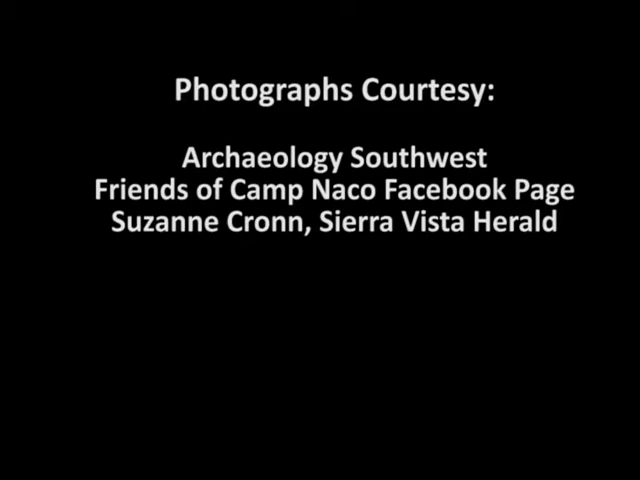 Photographs Courtesy:
Archaeology Southwest
Friends of Camp Naco Facebook Page
Suzanne Cronn, Sierra Vista Herald